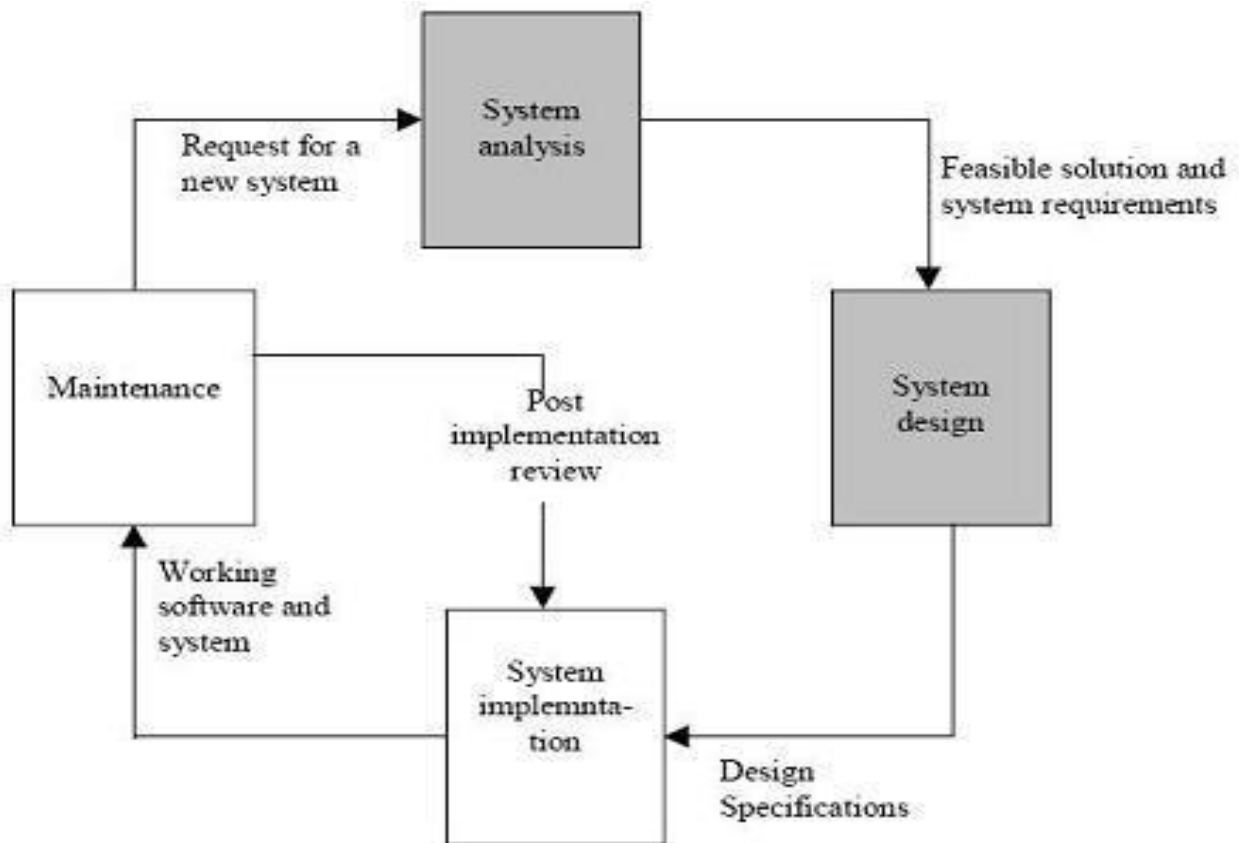 System
analysis
Request for a
new system
Feasible solution and
system requirements
Maintenance
System
design
Post
implementation
review
Working
software and
system
System
implemnta-
tion
Design
Specifications